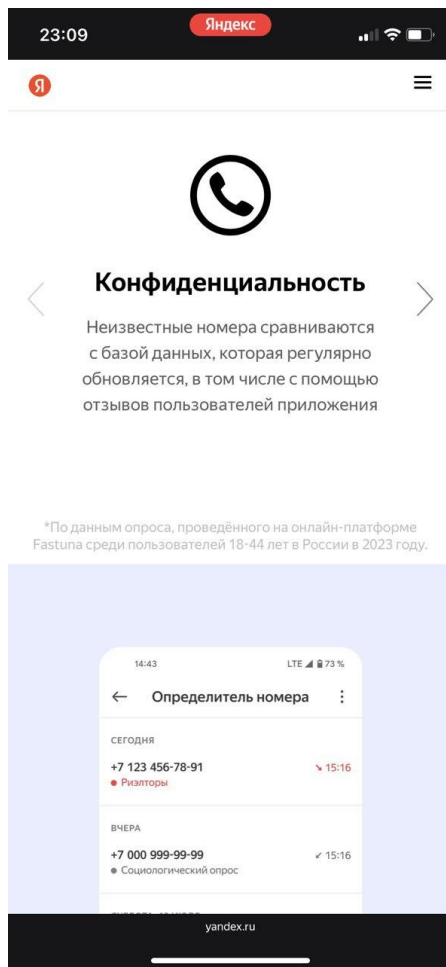 23:09
Яндекс
Я
Конфиденциальность
Неизвестные номера сравниваются
с базой данных, которая регулярно
обновляется, в том числе с помощью
отзывов пользователей приложения
*По данным опроса, проведённого на онлайн-платформе
Fastuna среди пользователей 18-44 лет в России в 2023 году.
14:43
LTE 73 %
Определитель номера
СЕГОДНЯ
+7 123 456-78-91
15:16
Риэлторы
ВЧЕРА
+7 000 999-99-99
15:16
Социологический опрос
yandex.ru